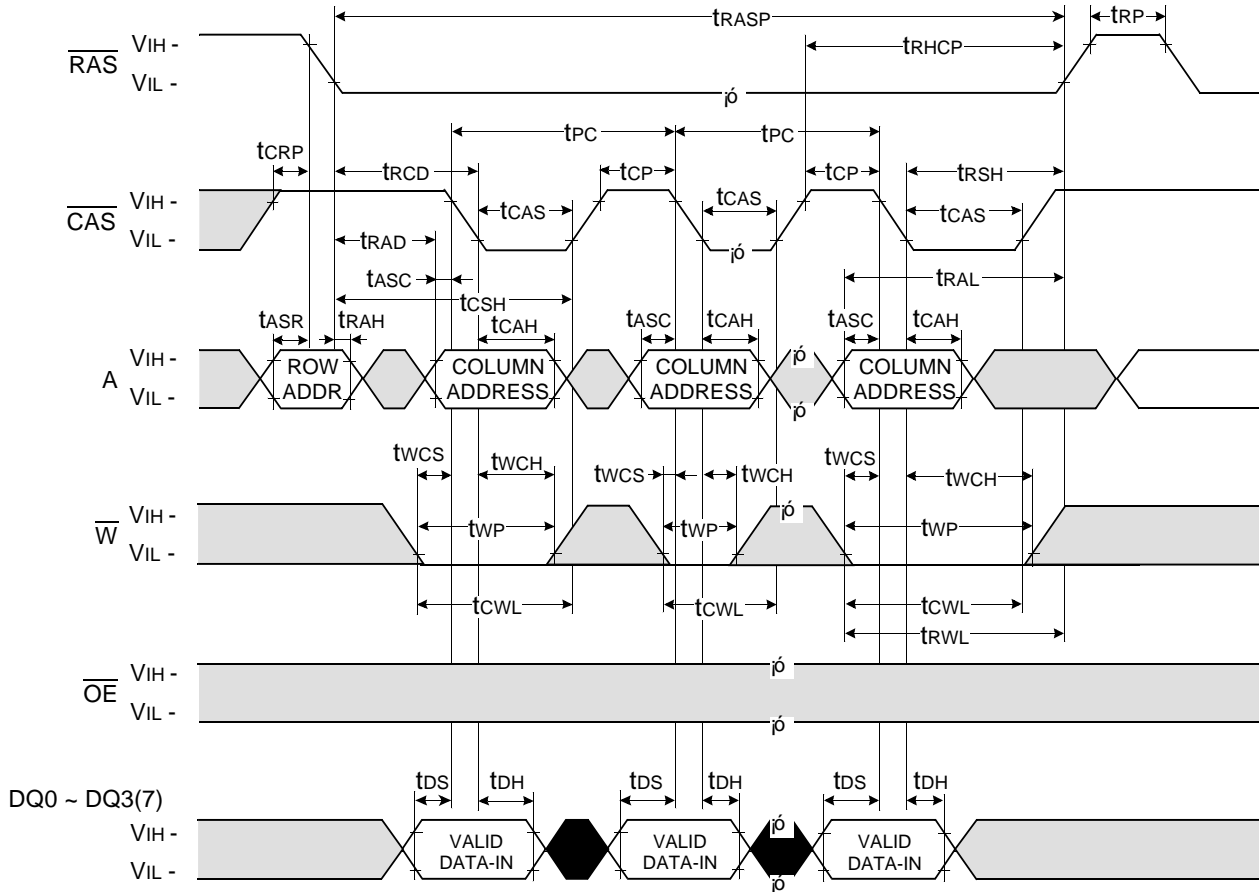 tRASP
tRP
tRHCP
RAS
VIH -
VIL -
¡ó
tPC
tPC
tCRP
tRCD
tCP
tCP
tRSH
CAS
VIH -
VIL -
tCAS
tCAS
tCAS
¡ó
tRAD
tASC
tCSH
tRAL
tASR
tRAH
tCAH
tASC
tCAH
tASC
tCAH
A
VIH -
VIL -
ROW
ADDR
COLUMN
ADDRESS
COLUMN
ADDRESS
¡ó
¡ó
COLUMN
ADDRESS
tWCS
tWCH
tWCS
tWCH
tWCS
tWCH
W
VIH -
VIL -
tWP
tWP
¡ó
tWP
tCWL
tCWL
tCWL
tRWL
OE
VIH -
VIL -
¡ó
¡ó
tDS
tDH
tDS
tDH
tDS
tDH
DQ0 ~ DQ3(7)
VIH -
VIL -
VALID
DATA-IN
VALID
DATA-IN
¡ó
¡ó
VALID
DATA-IN